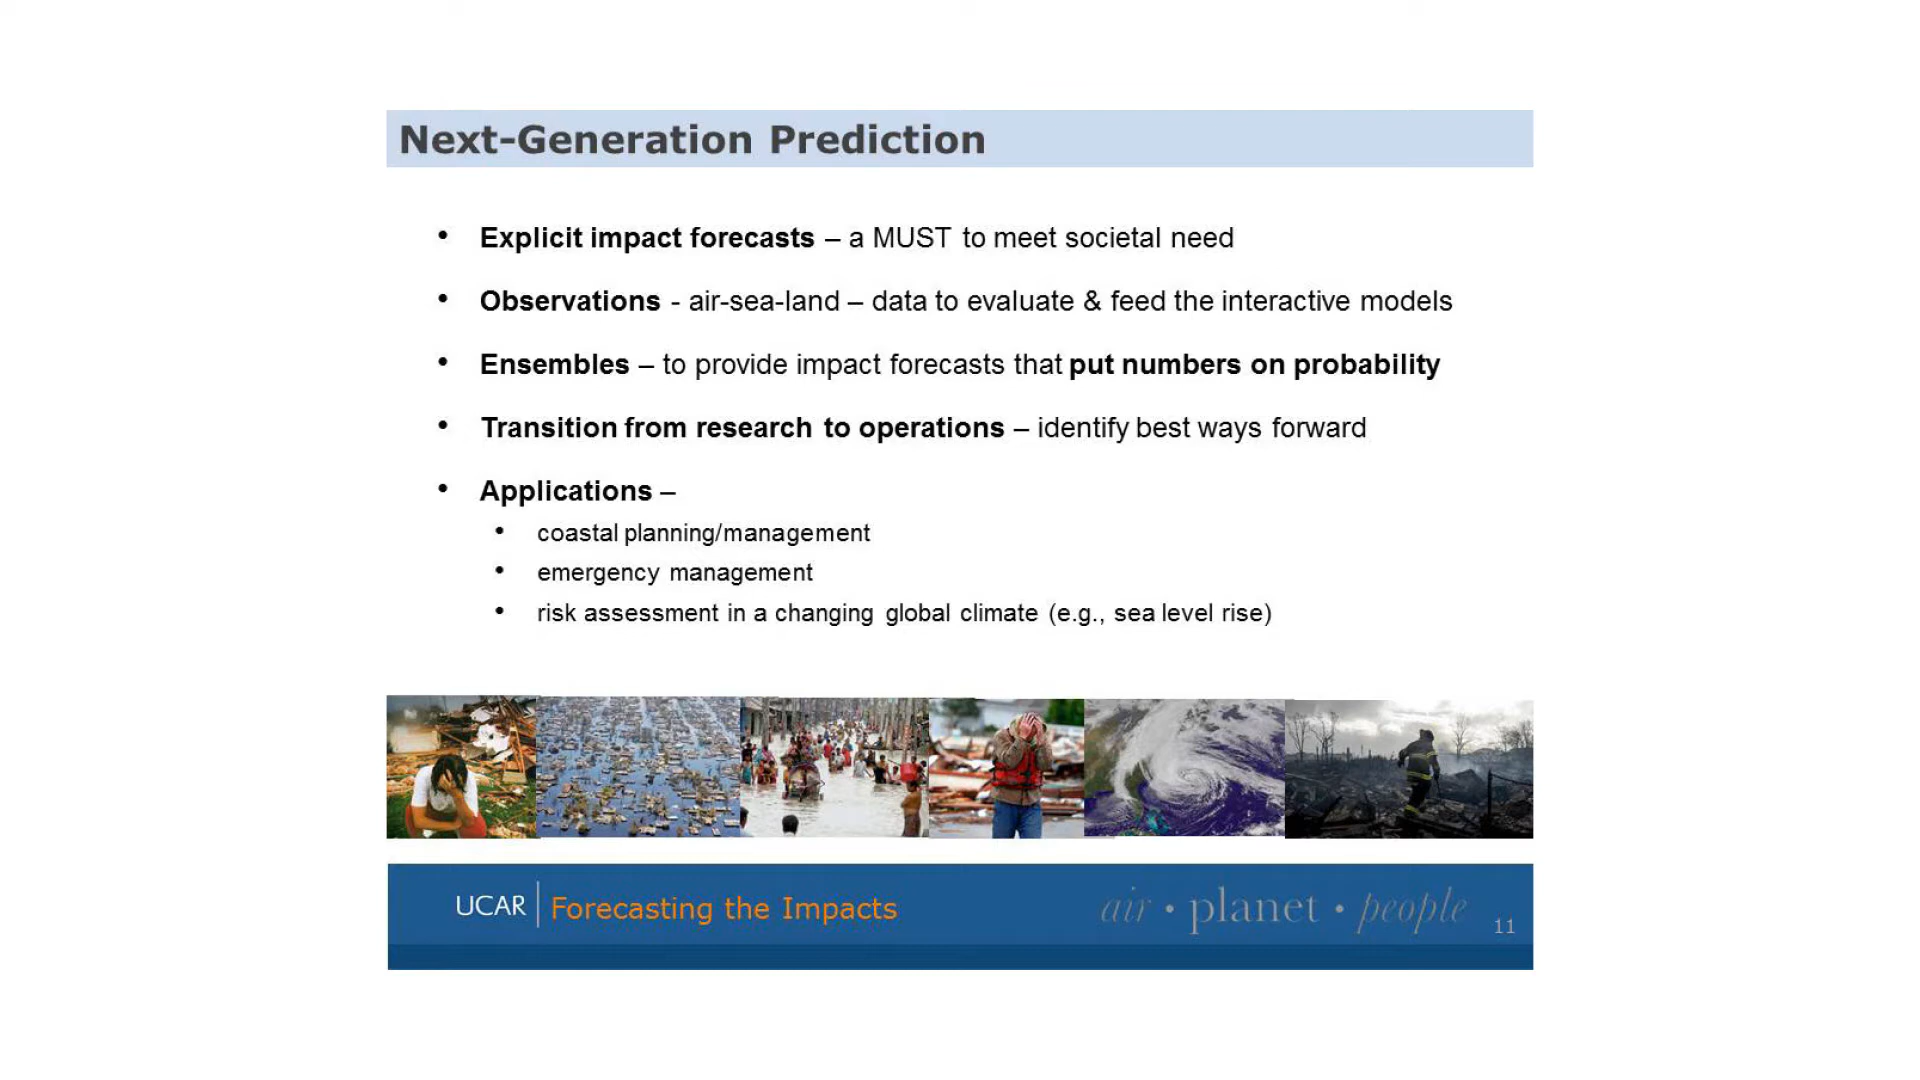 Next-Generation Prediction
• Explicit impact forecasts – a MUST to meet societal need
• Observations - air-sea-land – data to evaluate & feed the interactive models
• Ensembles – to provide impact forecasts that put numbers on probability
• Transition from research to operations – identify best ways forward
• Applications –
• coastal planning/management
• emergency management
• risk assessment in a changing global climate (e.g., sea level rise)
UCAR | Forecasting the Impacts
air • planet • people
11